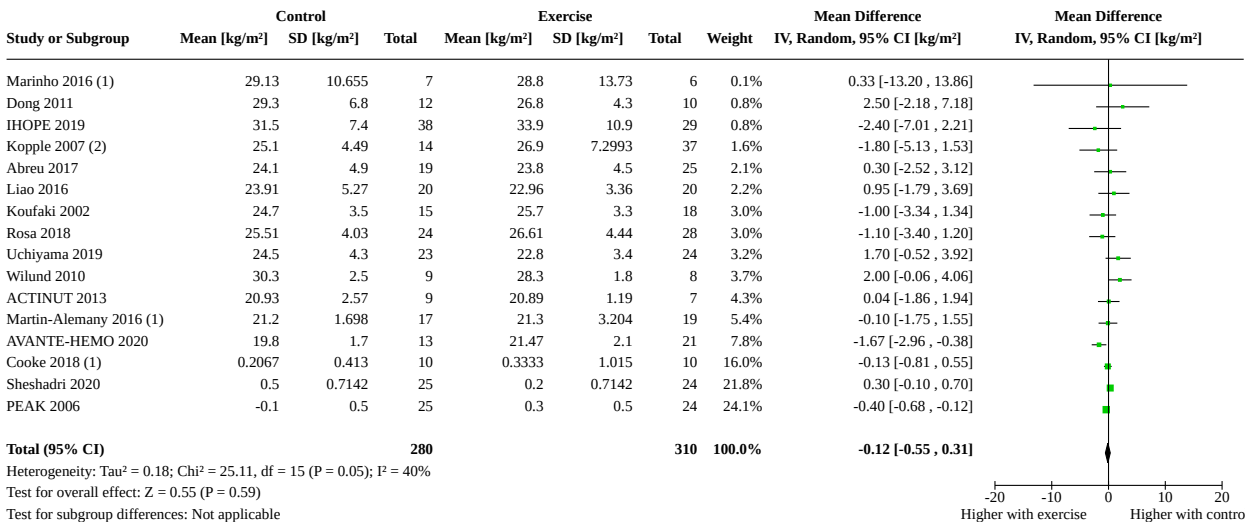 Control Exercise Mean Difference Mean Difference
Study or Subgroup Mean [kg/m²] SD [kg/m²] Total Mean [kg/m²] SD [kg/m²] Total Weight IV, Random, 95% CI [kg/m²] IV, Random, 95% CI [kg/m²]
Marinho 2016 (1) 29.13 10.655 7 28.8 13.73 6 0.1% 0.33 [-13.20 , 13.86]
Dong 2011 29.3 6.8 12 26.8 4.3 10 0.8% 2.50 [-2.18 , 7.18]
IHOPE 2019 31.5 7.4 38 33.9 10.9 29 0.8% -2.40 [-7.01 , 2.21]
Kopple 2007 (2) 25.1 4.49 14 26.9 7.2993 37 1.6% -1.80 [-5.13 , 1.53]
Abreu 2017 24.1 4.9 19 23.8 4.5 25 2.1% 0.30 [-2.52 , 3.12]
Liao 2016 23.91 5.27 20 22.96 3.36 20 2.2% 0.95 [-1.79 , 3.69]
Koufaki 2002 24.7 3.5 15 25.7 3.3 18 3.0% -1.00 [-3.34 , 1.34]
Rosa 2018 25.51 4.03 24 26.61 4.44 28 3.0% -1.10 [-3.40 , 1.20]
Uchiyama 2019 24.5 4.3 23 22.8 3.4 24 3.2% 1.70 [-0.52 , 3.92]
Wilund 2010 30.3 2.5 9 28.3 1.8 8 3.7% 2.00 [-0.06 , 4.06]
ACTINUT 2013 20.93 2.57 9 20.89 1.19 7 4.3% 0.04 [-1.86 , 1.94]
Martin-Alemany 2016 (1) 21.2 1.698 17 21.3 3.204 19 5.4% -0.10 [-1.75 , 1.55]
AVANTE-HEMO 2020 19.8 1.7 13 21.47 2.1 21 7.8% -1.67 [-2.96 , -0.38]
Cooke 2018 (1) 0.2067 0.413 10 0.3333 1.015 10 16.0% -0.13 [-0.81 , 0.55]
Sheshadri 2020 0.5 0.7142 25 0.2 0.7142 24 21.8% 0.30 [-0.10 , 0.70]
PEAK 2006 -0.1 0.5 25 0.3 0.5 24 24.1% -0.40 [-0.68 , -0.12]
Total (95% CI) 280 310 100.0% -0.12 [-0.55 , 0.31]
Heterogeneity: Tau² = 0.18; Chi² = 25.11, df = 15 (P = 0.05); I² = 40%
Test for overall effect: Z = 0.55 (P = 0.59)
Test for subgroup differences: Not applicable
-20 -10 0 10 20
Higher with exercise Higher with contro